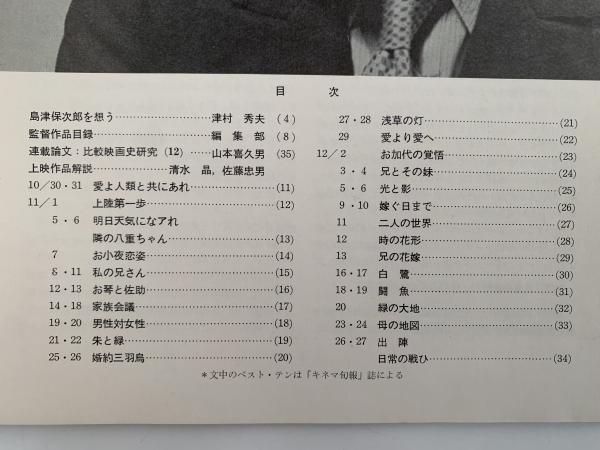 目　次
島津保次郎を想う……………………津村　秀夫（4）
監督作品目録…………………………編　集　部（8）
連載論文：比較映画史研究（12）……山本喜久男（35）
上映作品解説…………………清水　晶，佐藤忠男
10／30・31　愛よ人類と共にあれ……………………（11）
11／1　上陸第一歩……………………（12）
5・6　明日天気になアれ
隣の八重ちゃん……………………（13）
7　お小夜恋姿……………………（14）
8・11　私の兄さん……………………（15）
12・13　お琴と佐助……………………（16）
14・18　家族会議……………………（17）
19・20　男性対女性……………………（18）
21・22　朱と緑……………………（19）
25・26　婚約三羽烏……………………（20）
27・28　浅草の灯……………………（21）
29　愛より愛へ……………………（22）
12／2　お加代の覚悟……………………（23）
3・4　兄とその妹……………………（24）
5・6　光と影……………………（25）
9・10　嫁ぐ日まで……………………（26）
11　二人の世界……………………（27）
12　時の花形……………………（28）
13　兄の花嫁……………………（29）
16・17　白　鷺……………………（30）
18・19　闘　魚……………………（31）
20　緑の大地……………………（32）
23・24　母の地図……………………（33）
26・27　出　陣
日常の戦ひ……………………（34）
＊文中のベスト・テンは「キネマ旬報」誌による